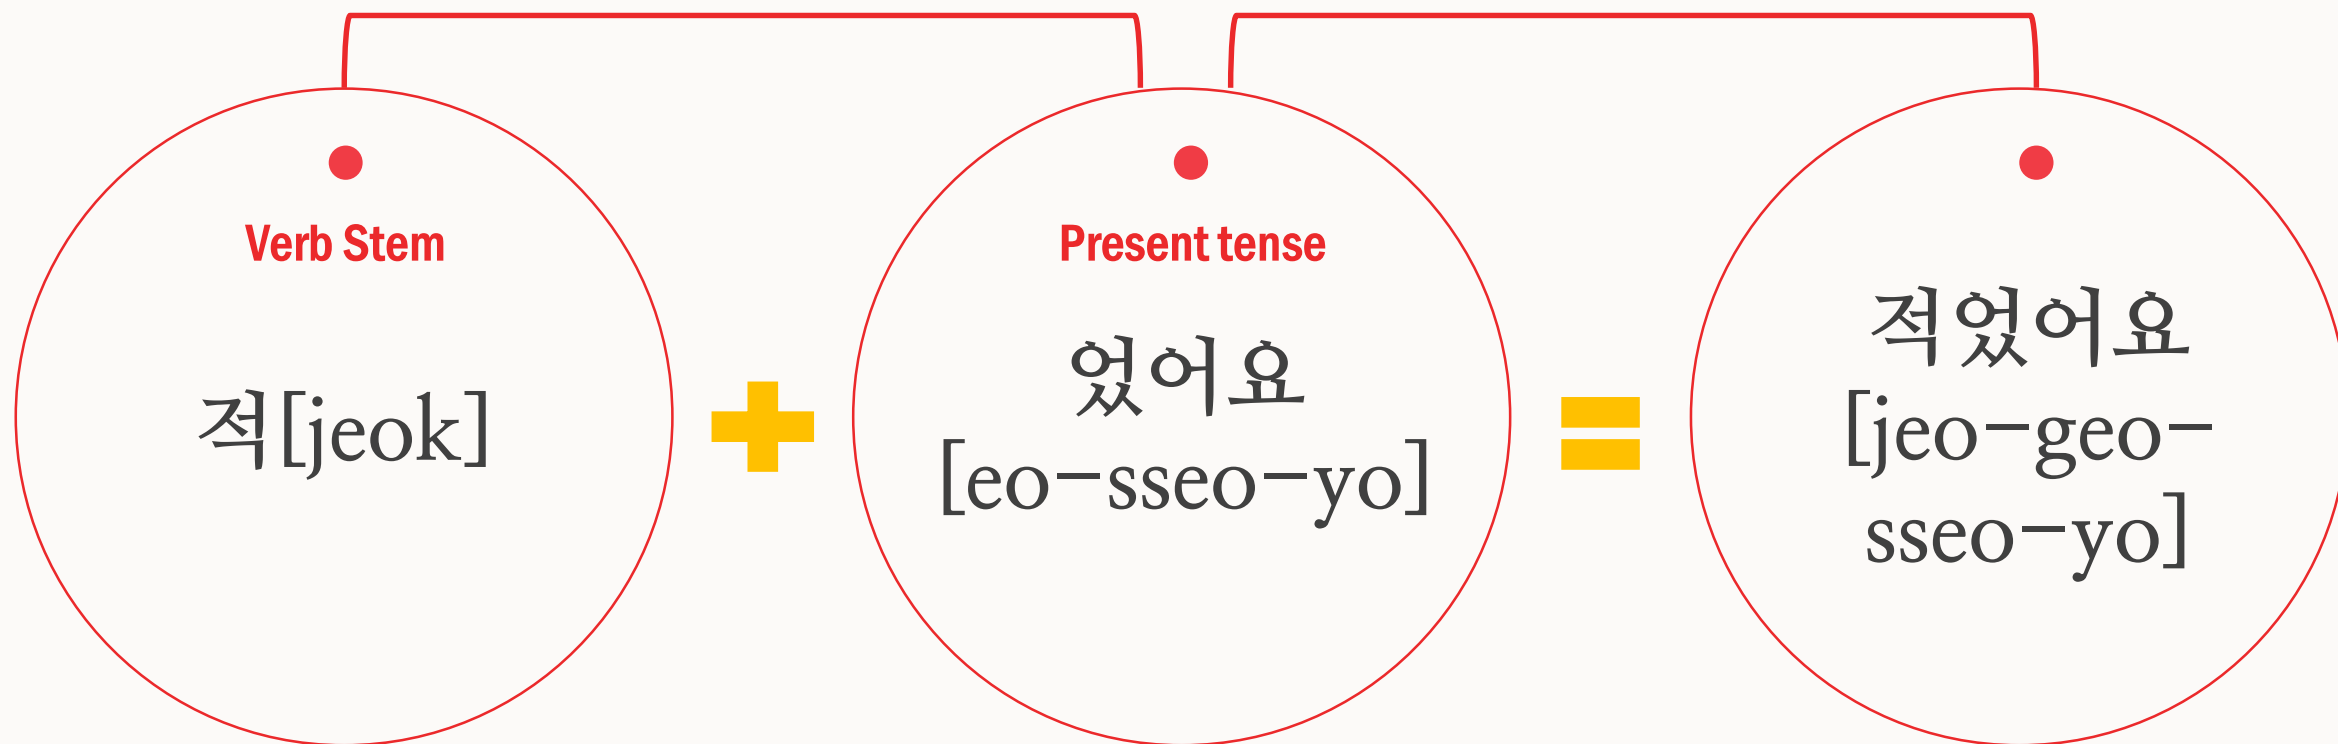 Verb Stem
적[jeok]
Present tense
었어요
[eo-sseo-yo]
적었어요
[jeo-geo-
sseo-yo]